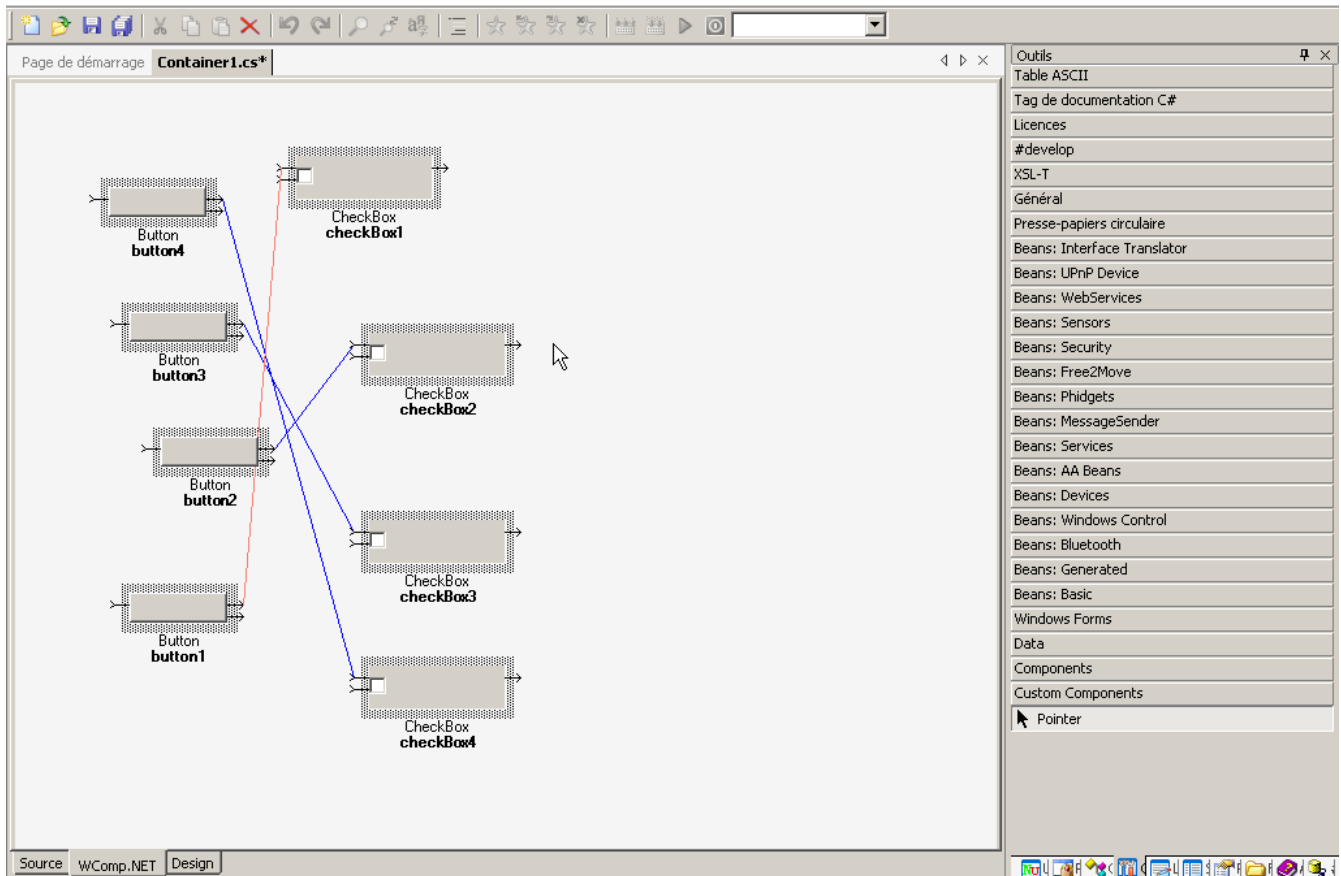 Page de démarrage Container1.cs*
CheckBox
checkBox1
Button
button4
Button
button3
CheckBox
checkBox2
Button
button2
CheckBox
checkBox3
Button
button1
CheckBox
checkBox4
Source WComp.NET Design
Outils
Table ASCII
Tag de documentation C#
Licences
#develop
XSL-T
Général
Presse-papiers circulaire
Beans: Interface Translator
Beans: UPnP Device
Beans: WebServices
Beans: Sensors
Beans: Security
Beans: Free2Move
Beans: Phidgets
Beans: MessageSender
Beans: Services
Beans: AA Beans
Beans: Devices
Beans: Windows Control
Beans: Bluetooth
Beans: Generated
Beans: Basic
Windows Forms
Data
Components
Custom Components
Pointer